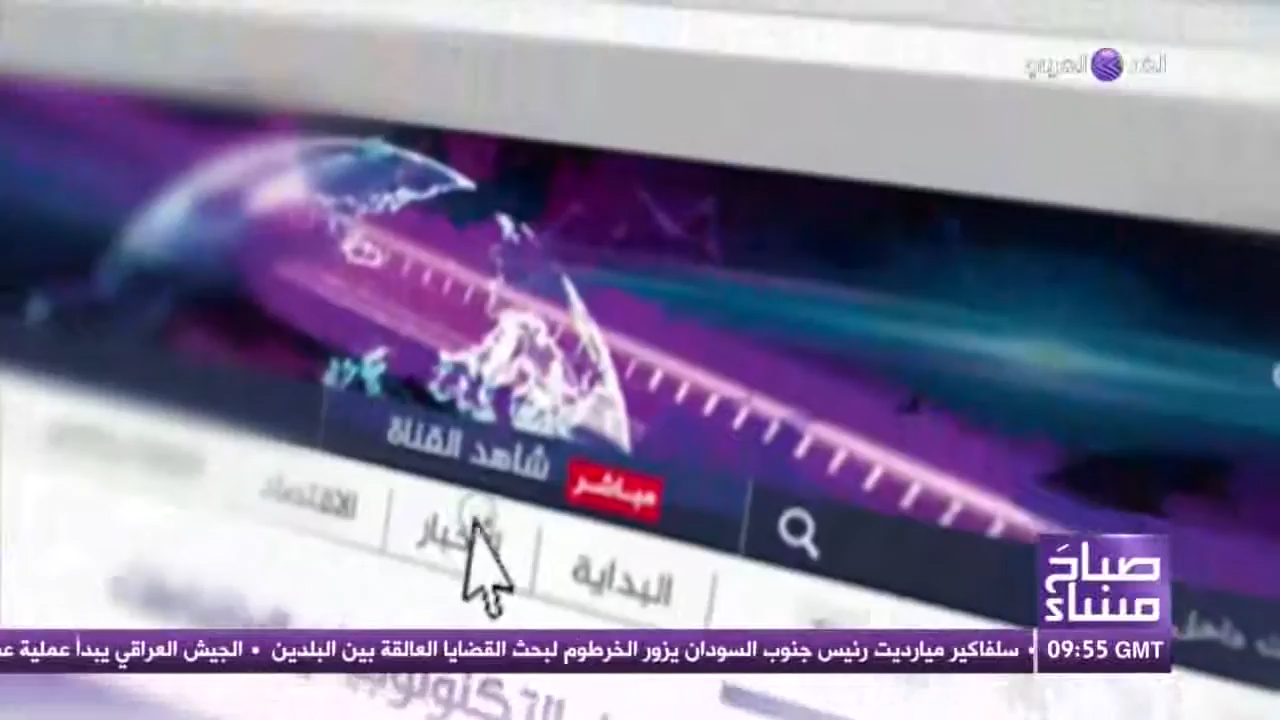 الغد العربي
شاهد القناة مباشر
البداية
الأخبار
الاقتصاد
صباح
مساء
09:55 GMT
• سلفاكير ميارديت رئيس جنوب السودان يزور الخرطوم لبحث القضايا العالقة بين البلدين • الجيش العراقي يبدأ عملية